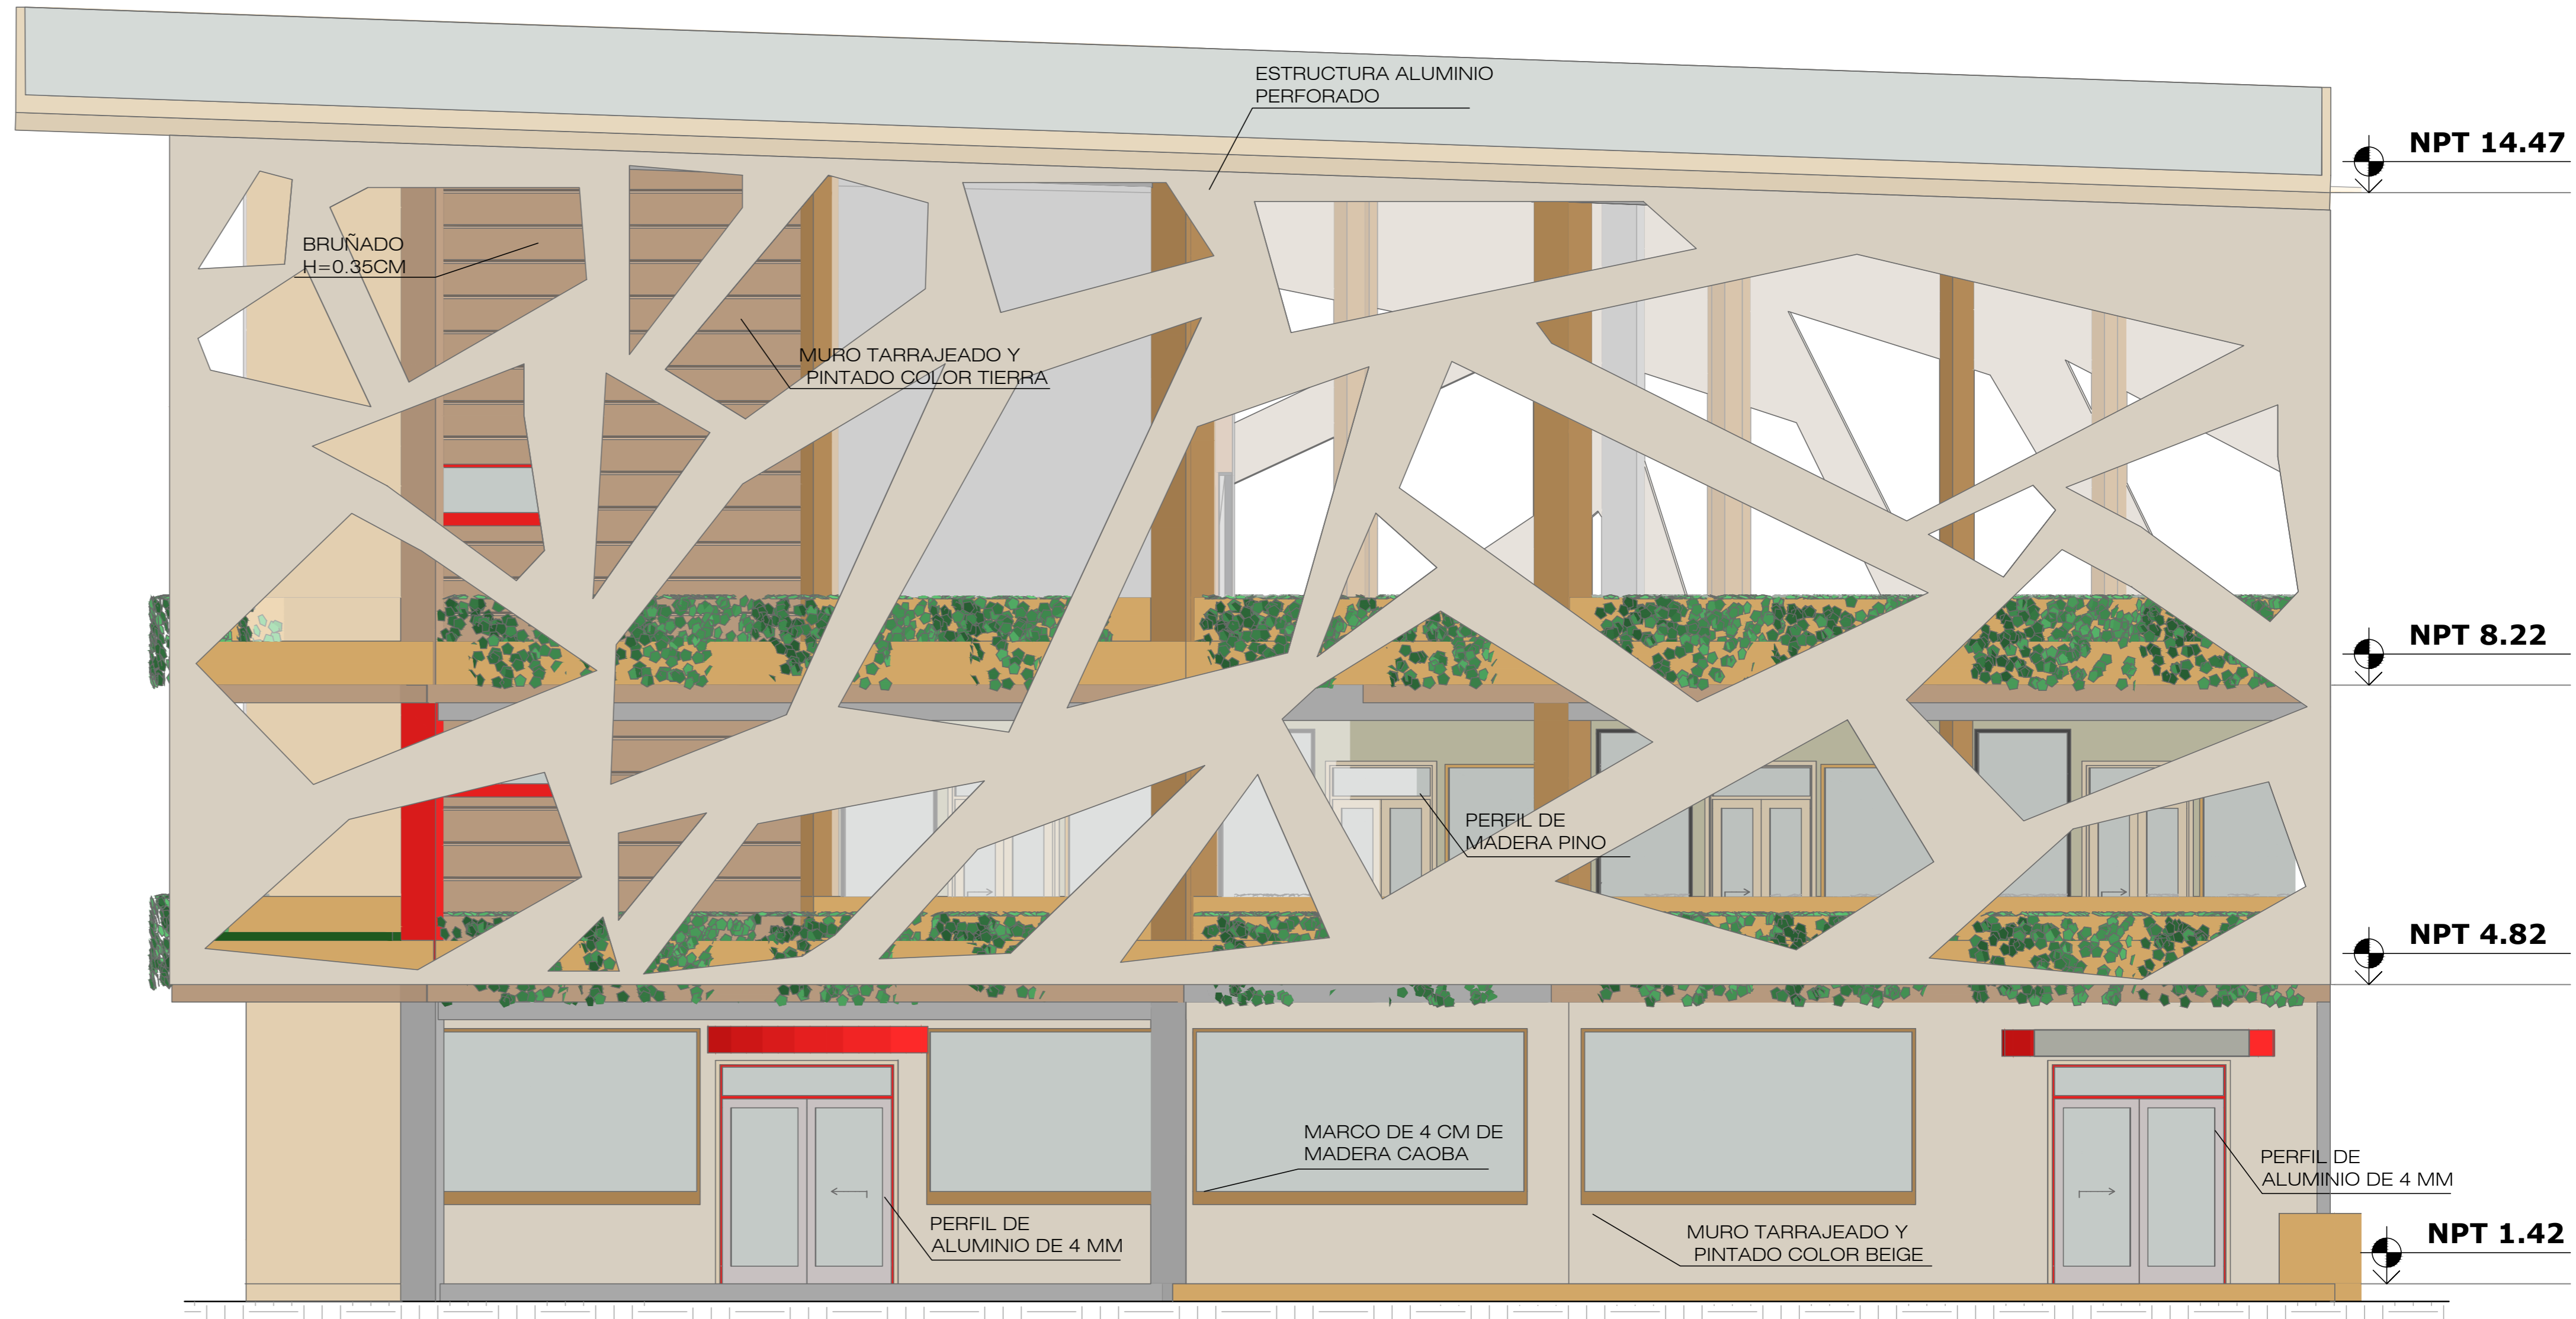 ESTRUCTURA ALUMINIO
PERFORADO
NPT 14.47
BRUÑADO
H=0.35CM
MURO TARRAJEADO Y
PINTADO COLOR TIERRA
NPT 8.22
PERFIL DE
MADERA PINO
NPT 4.82
MARCO DE 4 CM DE
MADERA CAOBA
PERFIL DE
ALUMINIO DE 4 MM
PERFIL DE
ALUMINIO DE 4 MM
MURO TARRAJEADO Y
PINTADO COLOR BEIGE
NPT 1.42